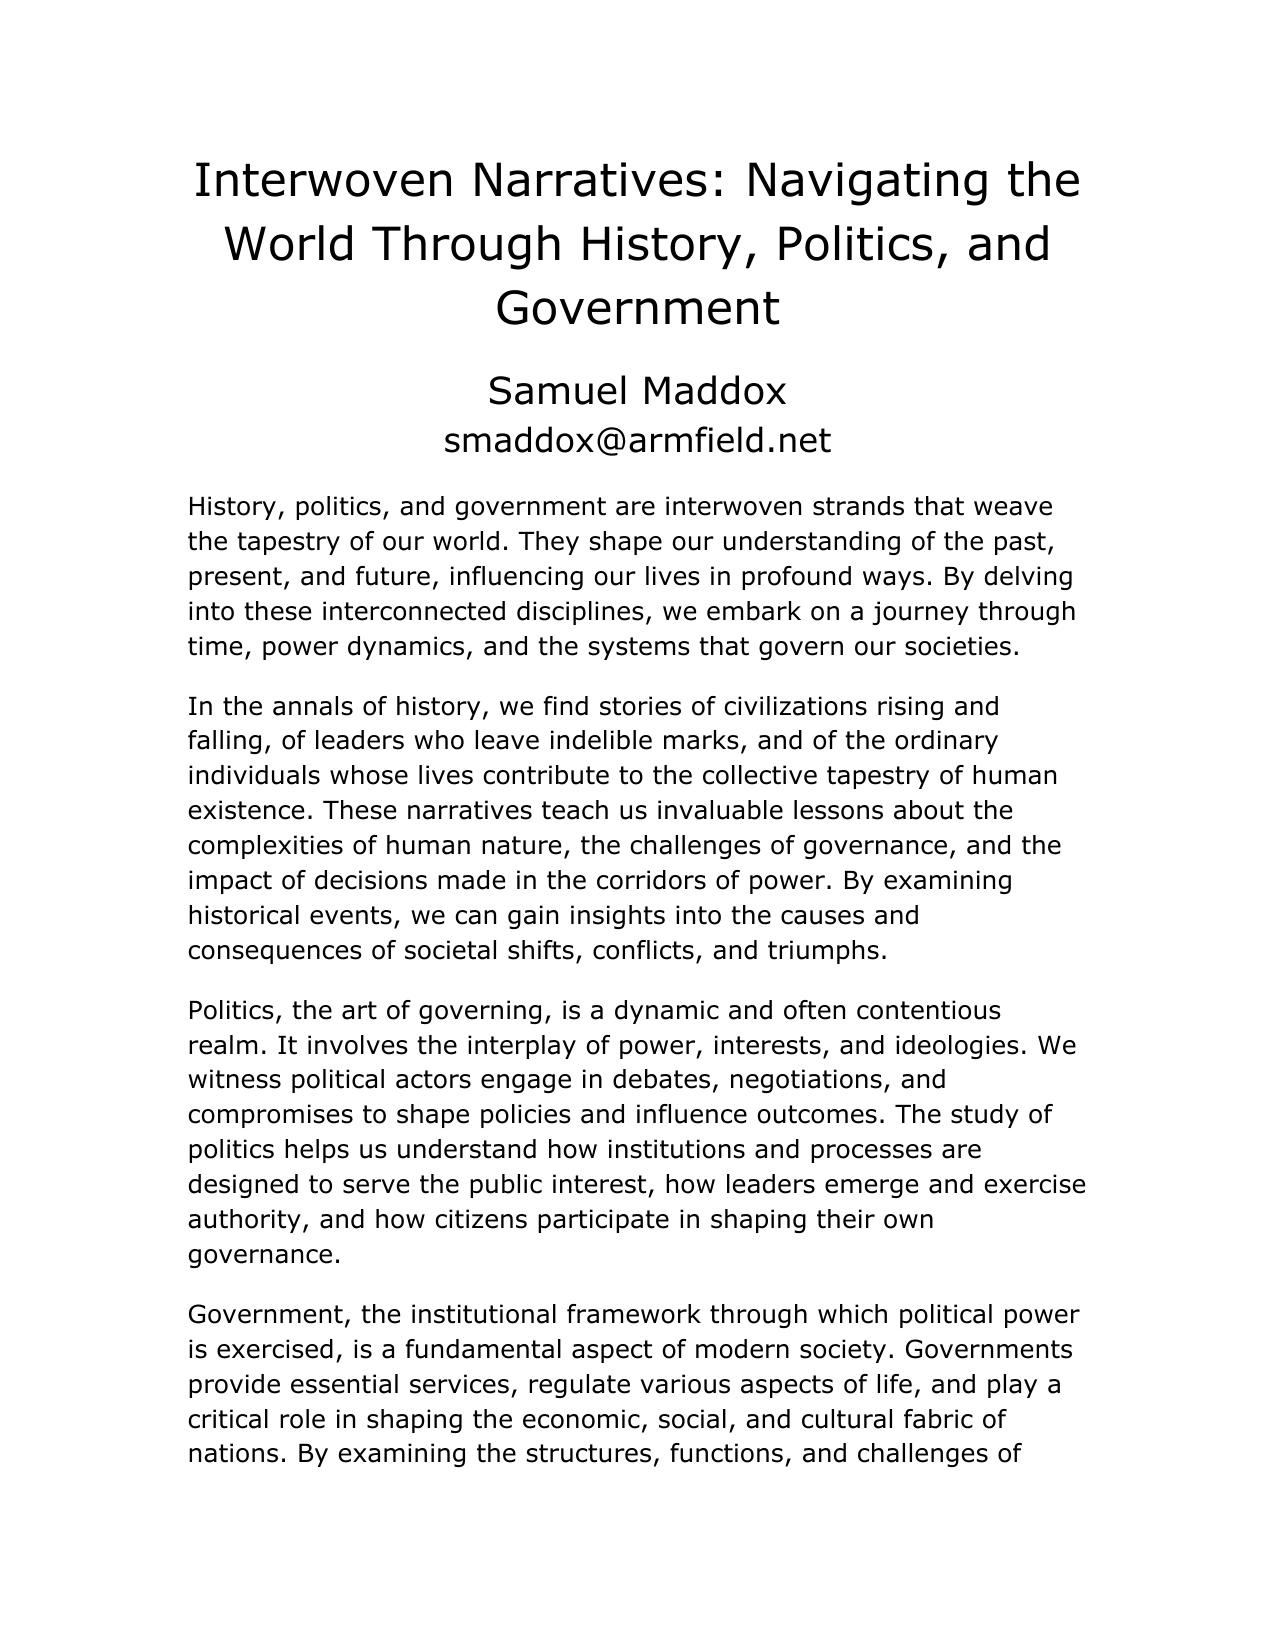 Interwoven Narratives: Navigating the
World Through History, Politics, and
Government
Samuel Maddox
smaddox@armfield.net
History, politics, and government are interwoven strands that weave
the tapestry of our world. They shape our understanding of the past,
present, and future, influencing our lives in profound ways. By delving
into these interconnected disciplines, we embark on a journey through
time, power dynamics, and the systems that govern our societies.
In the annals of history, we find stories of civilizations rising and
falling, of leaders who leave indelible marks, and of the ordinary
individuals whose lives contribute to the collective tapestry of human
existence. These narratives teach us invaluable lessons about the
complexities of human nature, the challenges of governance, and the
impact of decisions made in the corridors of power. By examining
historical events, we can gain insights into the causes and
consequences of societal shifts, conflicts, and triumphs.
Politics, the art of governing, is a dynamic and often contentious
realm. It involves the interplay of power, interests, and ideologies. We
witness political actors engage in debates, negotiations, and
compromises to shape policies and influence outcomes. The study of
politics helps us understand how institutions and processes are
designed to serve the public interest, how leaders emerge and exercise
authority, and how citizens participate in shaping their own
governance.
Government, the institutional framework through which political power
is exercised, is a fundamental aspect of modern society. Governments
provide essential services, regulate various aspects of life, and play a
critical role in shaping the economic, social, and cultural fabric of
nations. By examining the structures, functions, and challenges of